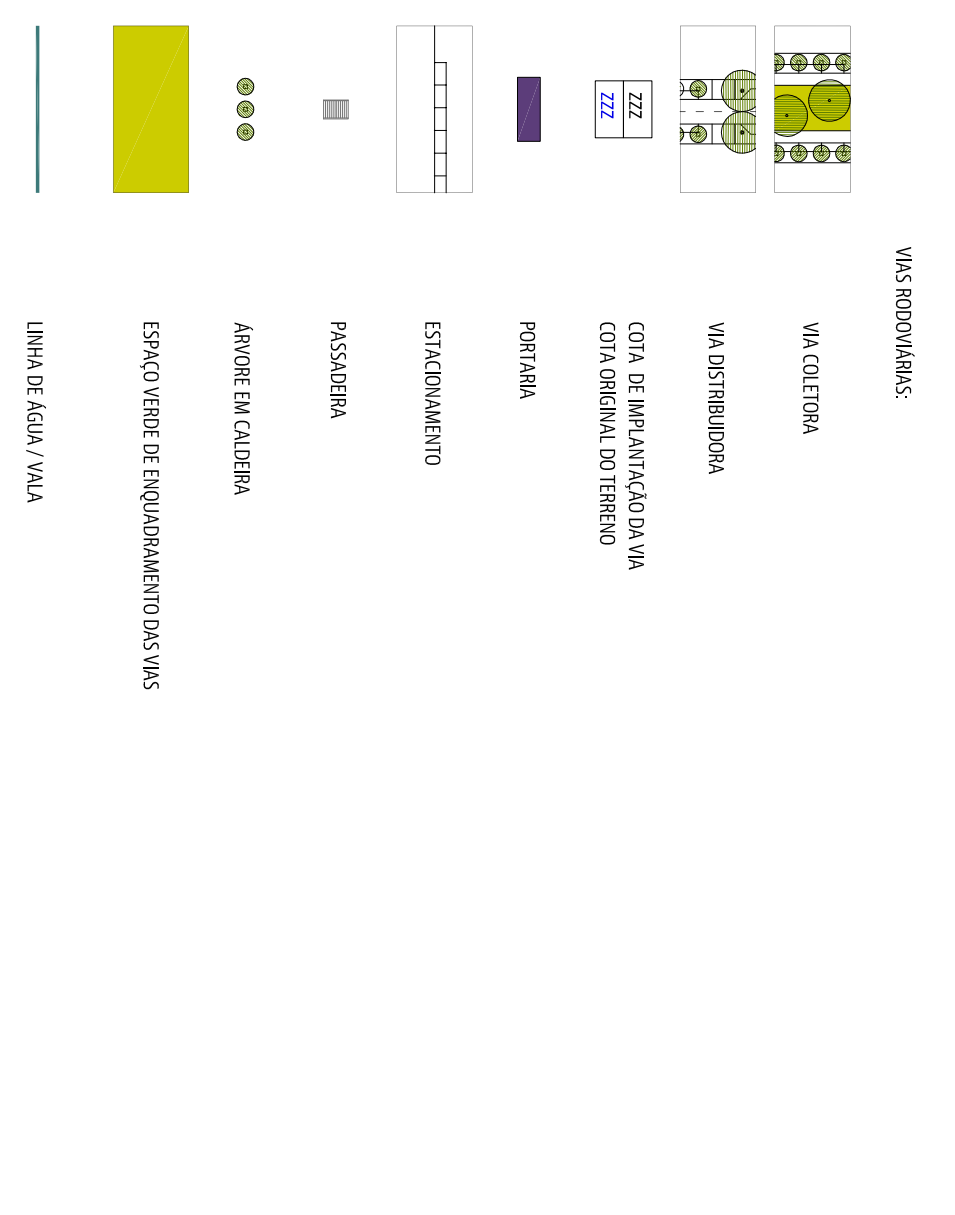 VIAS RODOVIÁRIAS:
VIA COLETORA
VIA DISTRIBUIDORA
ZZZ
ZZZ
COTA DE IMPLANTAÇÃO DA VIA
COTA ORIGINAL DO TERRENO
PORTARIA
ESTACIONAMENTO
PASSADEIRA
ÁRVORE EM CALDEIRA
ESPAÇO VERDE DE ENQUADRAMENTO DAS VIAS
LINHA DE ÁGUA / VALA